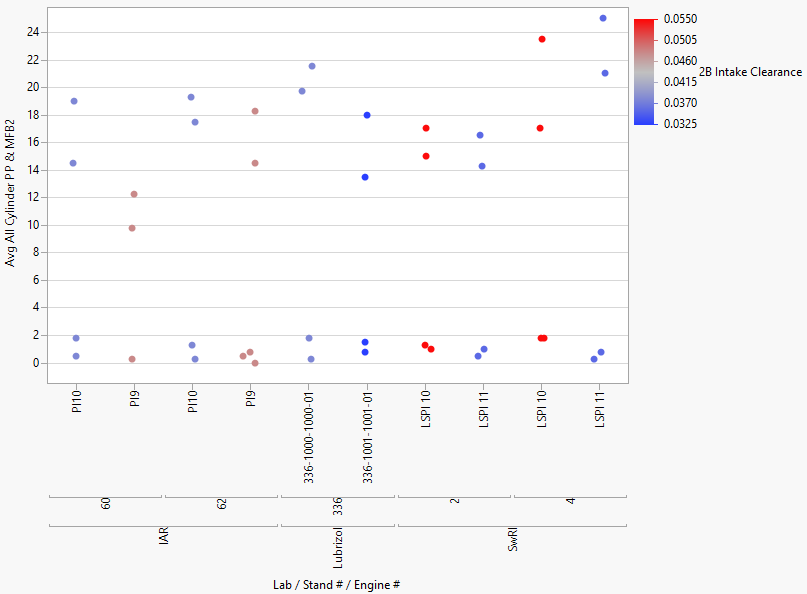 Avg All Cylinder PP & MFB2
24
22
20
18
16
14
12
10
8
6
4
2
0
PI10
PI9
PI10
PI9
336-1000-1000-01
336-1001-1001-01
LSPI 10
LSPI 11
LSPI 10
LSPI 11
60
62
336
2
4
IAR
Lubrizol
SwRI
Lab / Stand # / Engine #
0.0550
0.0505
0.0460
0.0415
0.0370
0.0325
2B Intake Clearance